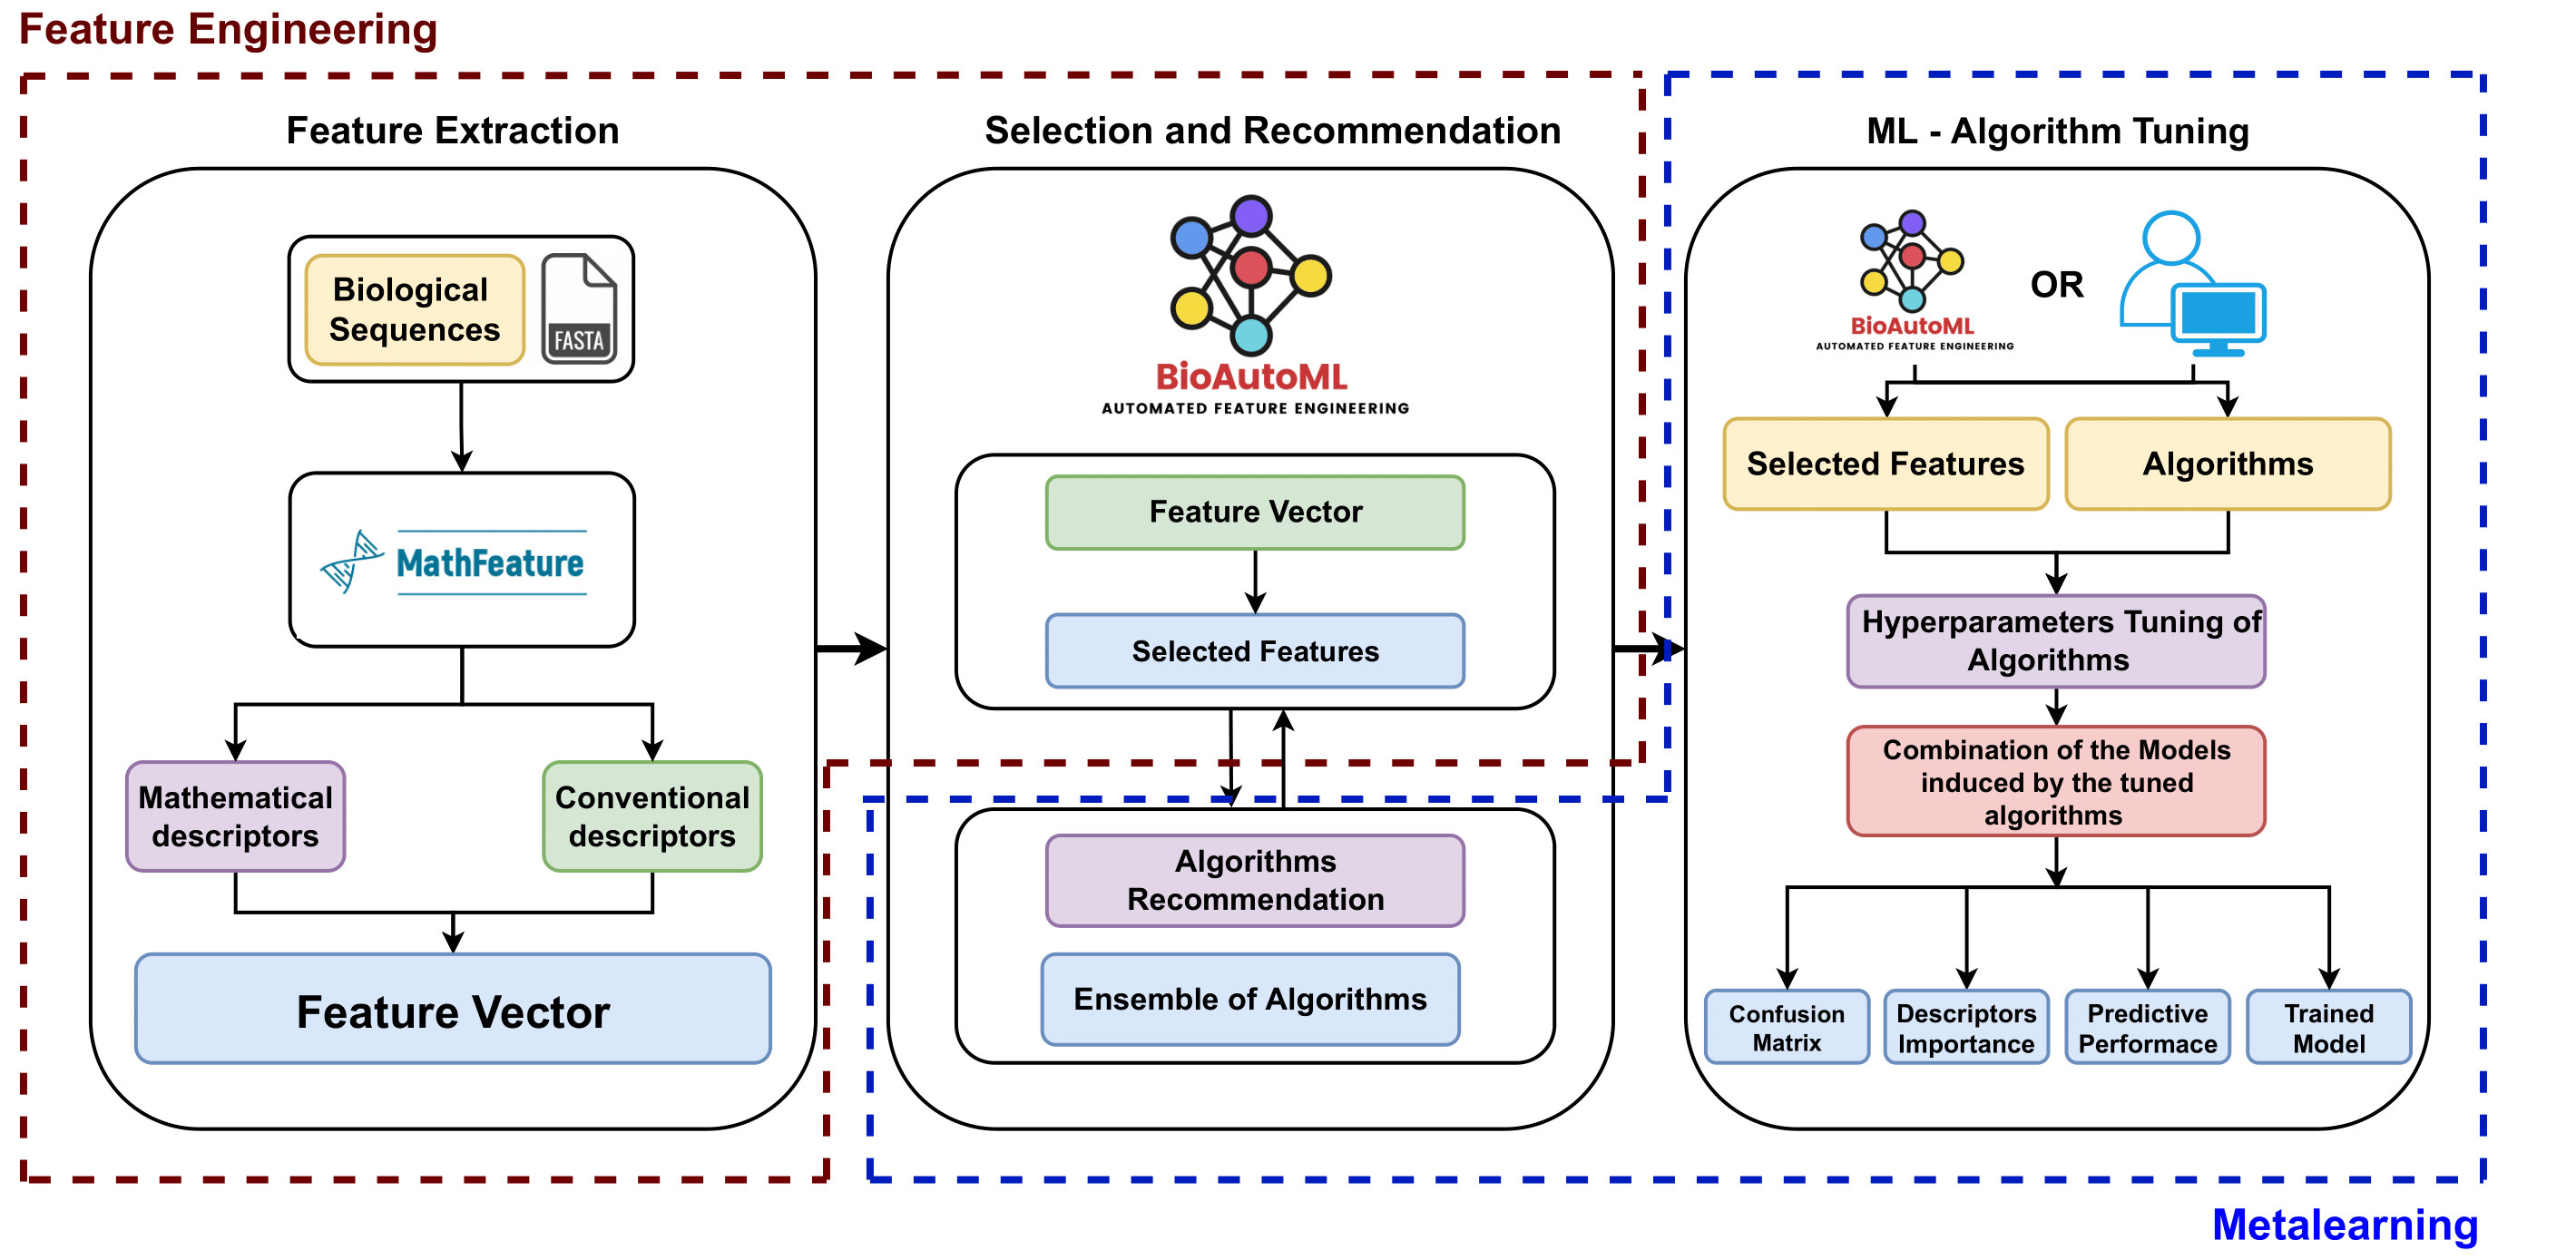 Feature Engineering
Feature Extraction
Biological
Sequences
FASTA
MathFeature
Mathematical
descriptors
Conventional
descriptors
Feature Vector
Selection and Recommendation
BioAutoML
AUTOMATED FEATURE ENGINEERING
Feature Vector
Selected Features
Algorithms
Recommendation
Ensemble of Algorithms
ML - Algorithm Tuning
BioAutoML
AUTOMATED FEATURE ENGINEERING
OR
Selected Features
Algorithms
Hyperparameters Tuning of
Algorithms
Combination of the Models
induced by the tuned
algorithms
Confusion
Matrix
Descriptors
Importance
Predictive
Performace
Trained
Model
Metalearning